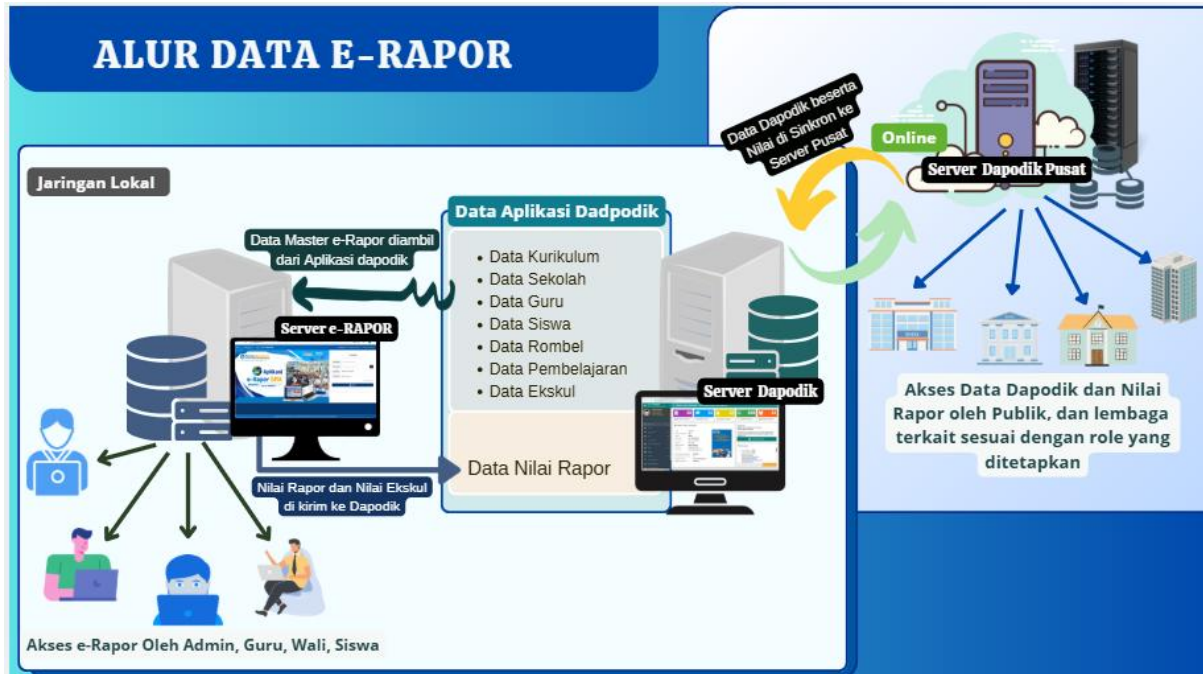 ALUR DATA E-RAPOR
Data Dapodik beserta
Nilai di Sinkron ke
Server Pusat
Online
Server Dapodik Pusat
Jaringan Lokal
Data Aplikasi Dadpodik
Data Master e-Rapor diambil
dari Aplikasi dapodik
• Data Kurikulum
• Data Sekolah
• Data Guru
• Data Siswa
• Data Rombel
• Data Pembelajaran
• Data Ekskul
Server e-RAPOR
Aplikasi
e-Rapor SMA
Server Dapodik
Data Nilai Rapor
Nilai Rapor dan Nilai Ekskul
di kirim ke Dapodik
Akses Data Dapodik dan Nilai
Rapor oleh Publik, dan lembaga
terkait sesuai dengan role yang
ditetapkan
Akses e-Rapor Oleh Admin, Guru, Wali, Siswa